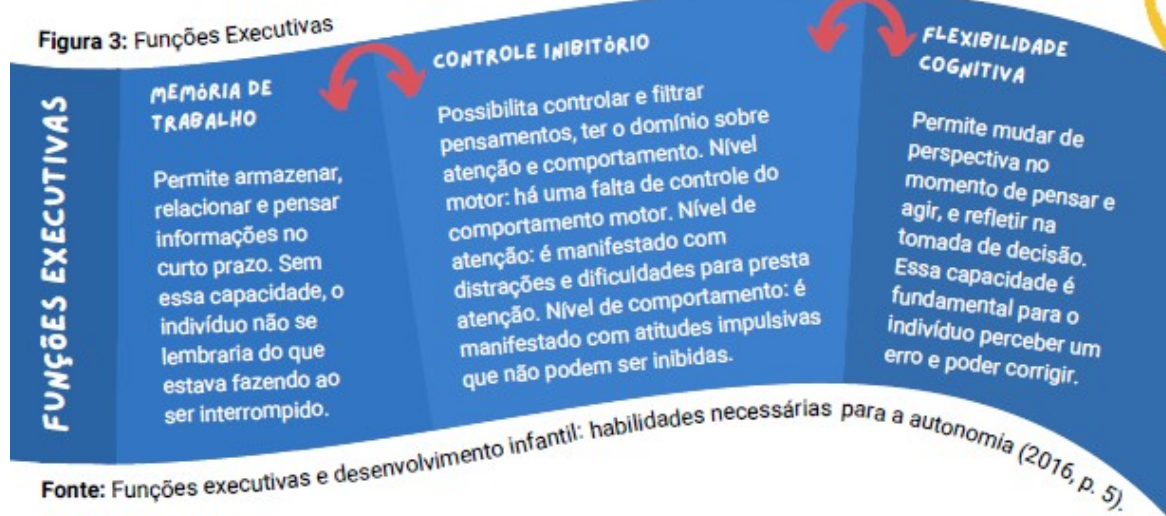 Figura 3: Funções Executivas
FUNÇÕES EXECUTIVAS
MEMÓRIA DE
TRABALHO
Permite armazenar,
relacionar e pensar
informações no
curto prazo. Sem
essa capacidade, o
indivíduo não se
lembraria do que
estava fazendo ao
ser interrompido.
CONTROLE INIBITÓRIO
Possibilita controlar e filtrar
pensamentos, ter o domínio sobre
atenção e comportamento. Nível
motor: há uma falta de controle do
comportamento motor. Nível de
atenção: é manifestado com
distrações e dificuldades para presta
atenção. Nível de comportamento: é
manifestado com atitudes impulsivas
que não podem ser inibidas.
FLEXIBILIDADE
COGNITIVA
Permite mudar de
perspectiva no
momento de pensar e
agir, e refletir na
tomada de decisão.
Essa capacidade é
fundamental para o
indivíduo perceber um
erro e poder corrigir.
Fonte: Funções executivas e desenvolvimento infantil: habilidades necessárias para a autonomia (2016, p. 5).